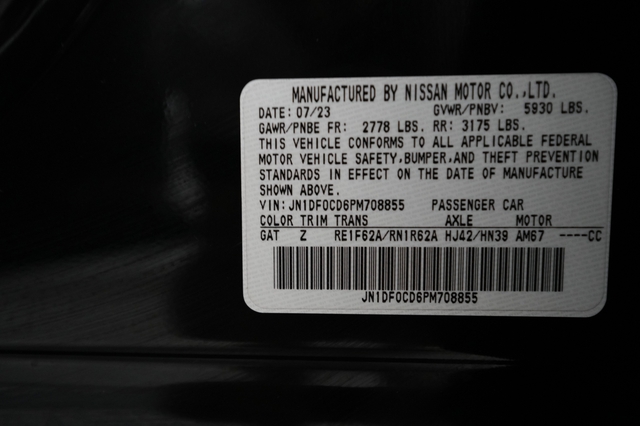 MANUFACTURED BY NISSAN MOTOR CO.,LTD.
DATE: 07/23 GVWR/PNBV: 5930 LBS.
GAWR/PNBE FR: 2778 LBS. RR: 3175 LBS.
THIS VEHICLE CONFORMS TO ALL APPLICABLE FEDERAL
MOTOR VEHICLE SAFETY,BUMPER,AND THEFT PREVENTION
STANDARDS IN EFFECT ON THE DATE OF MANUFACTURE
SHOWN ABOVE.
VIN: JN1DF0CD6PM708855 PASSENGER CAR
COLOR TRIM TRANS AXLE MOTOR
GAT Z RE1F62A/RN1R62A HJ42/HN39 AM67 ----CC
JN1DF0CD6PM708855